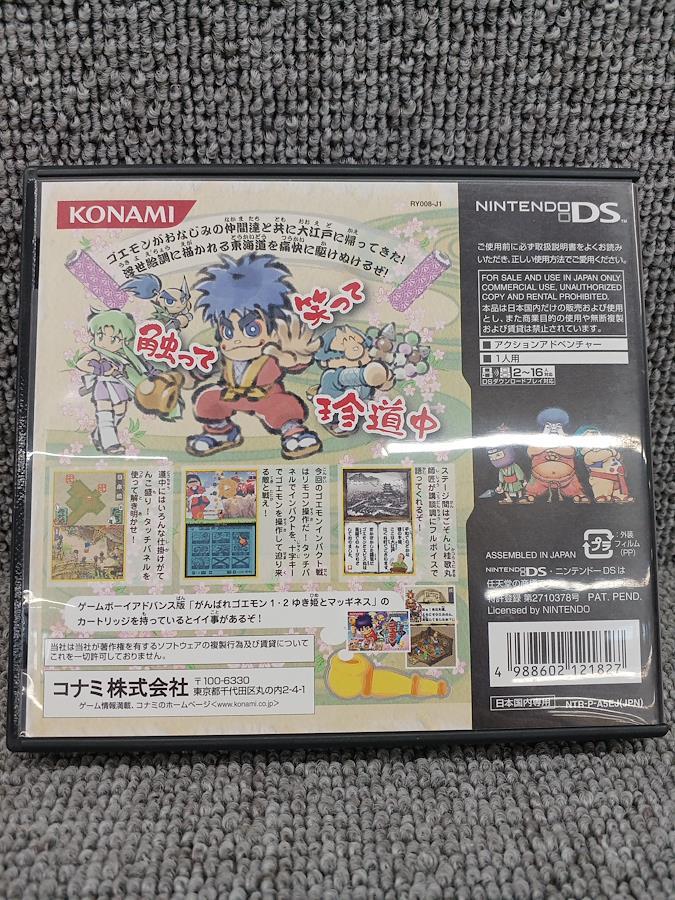 KONAMI
RY008-J1
NINTENDO DS™
ゴエモンがおなじみの仲間達と共に大江戸に帰ってきた!
浮世絵調に描かれる東海道を痛快に駆けぬけるぜ!
触って
笑って
珍道中
ご使用前に必ず取扱説明書をよくお読み
いただき、正しい使用方法でご愛用ください。
FOR SALE AND USE IN JAPAN ONLY.
COMMERCIAL USE, UNAUTHORIZED
COPY AND RENTAL PROHIBITED.
本品は日本国内だけの販売および使用
とし、また商業目的の使用や無断複製
および賃貸は禁止されています。
アクションアドベンチャー
1人用
2~16人対応
DSダウンロードプレイ対応
ステージ間はごぞんじ桂歌丸
師匠が講談調にフルボイスで
語ってくれるぞ!
今回のゴエモンインパクト戦
はリモコン操作だ!タッチパ
ネルでインパクトを、十字キー
でゴエモンを操作して迫り来
る敵と戦え!
道中にはいろんな仕掛けがて
んこ盛り!タッチパネルを
使って解き明かせ!
日本橋
ゲームボーイアドバンス版「がんばれゴエモン1・2 ゆき姫とマッギネス」の
カートリッジを持っているとイイ事があるぞ!
当社は当社が著作権を有するソフトウェアの複製行為及び賃貸について
これを一切許可しておりません。
コナミ株式会社
〒100-6330
東京都千代田区丸の内2-4-1
ゲーム情報満載、コナミのホームページ<www.konami.co.jp>
プラ
:外装
フィルム
(PP)
ASSEMBLED IN JAPAN
NINTENDO DS・ニンテンドーDSは
任天堂の商標
特許登録 第2710378号 PAT. PEND.
Licensed by NINTENDO
4 988602 121827
日本国内専用
NTR-P-A5EJ(JPN)